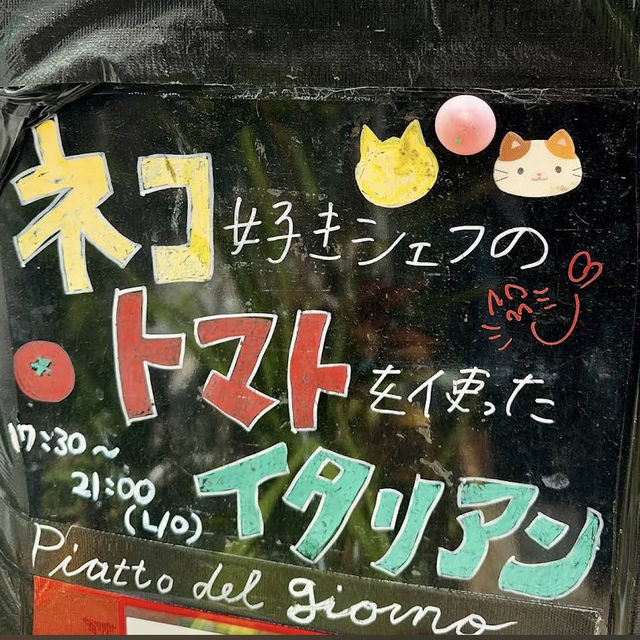 ネコ好きシェフの
トマトを使った
17:30~
21:00
(L.O)
イタリアン
Piatto del giorno